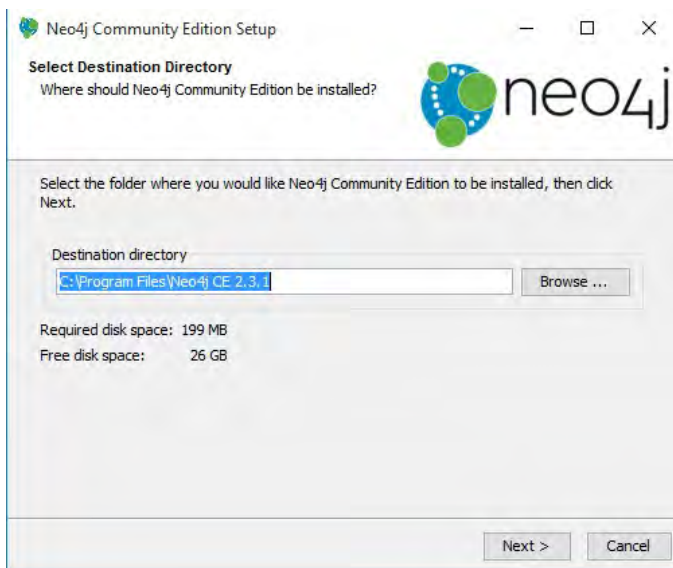 Neo4j Community Edition Setup
Select Destination Directory
Where should Neo4j Community Edition be installed?
neo4j
Select the folder where you would like Neo4j Community Edition to be installed, then click
Next.
Destination directory
C:\Program Files\Neo4j CE 2.3.1
Browse ...
Required disk space: 199 MB
Free disk space: 26 GB
Next >
Cancel